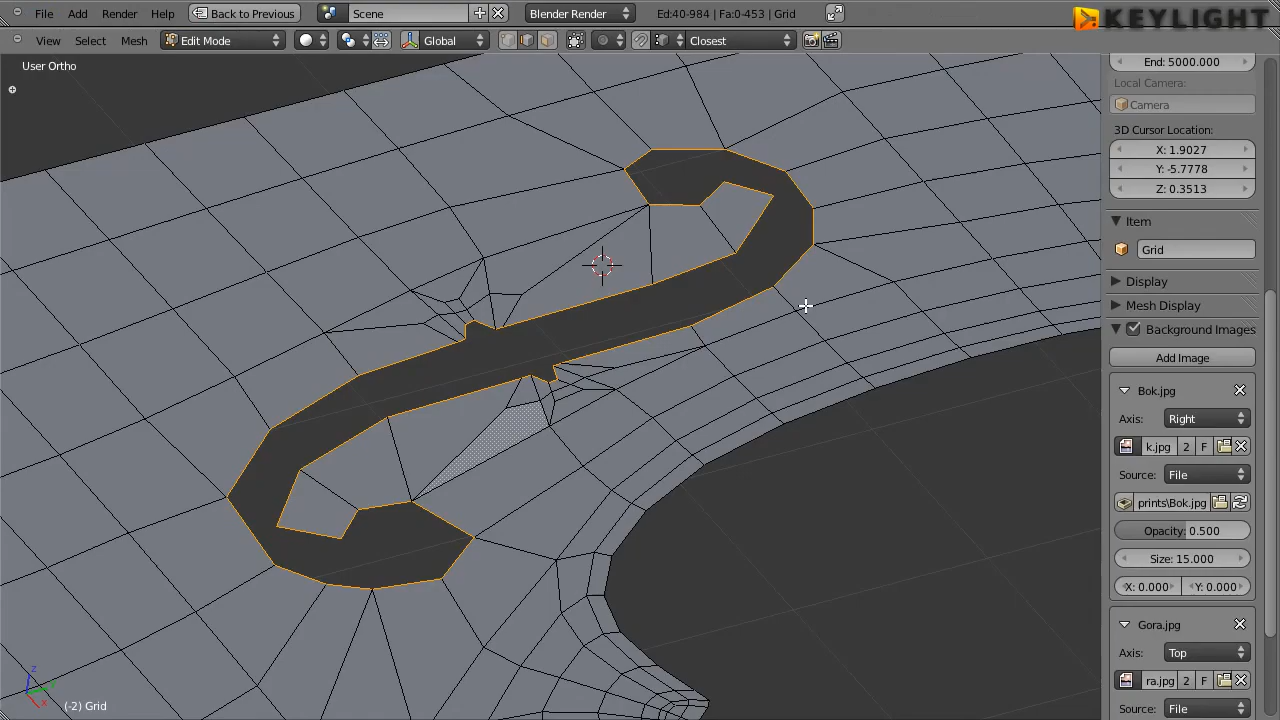 File Add Render Help Back to Previous Scene Blender Render Ed:40-984 | Fa:0-453 | Grid
KEYLIGHT
View Select Mesh Edit Mode Global Closest
User Ortho
End: 5000.000
Local Camera:
Camera
3D Cursor Location:
X: 1.9027
Y: -5.7778
Z: 0.3513
Item
Grid
Display
Mesh Display
Background Images
Add Image
Bok.jpg
Axis: Right
k.jpg 2 F
Source: File
prints\Bok.jpg
Opacity: 0.500
Size: 15.000
X: 0.000 Y: 0.000
Gora.jpg
Axis: Top
ra.jpg 2 F
Source: File
(-2) Grid